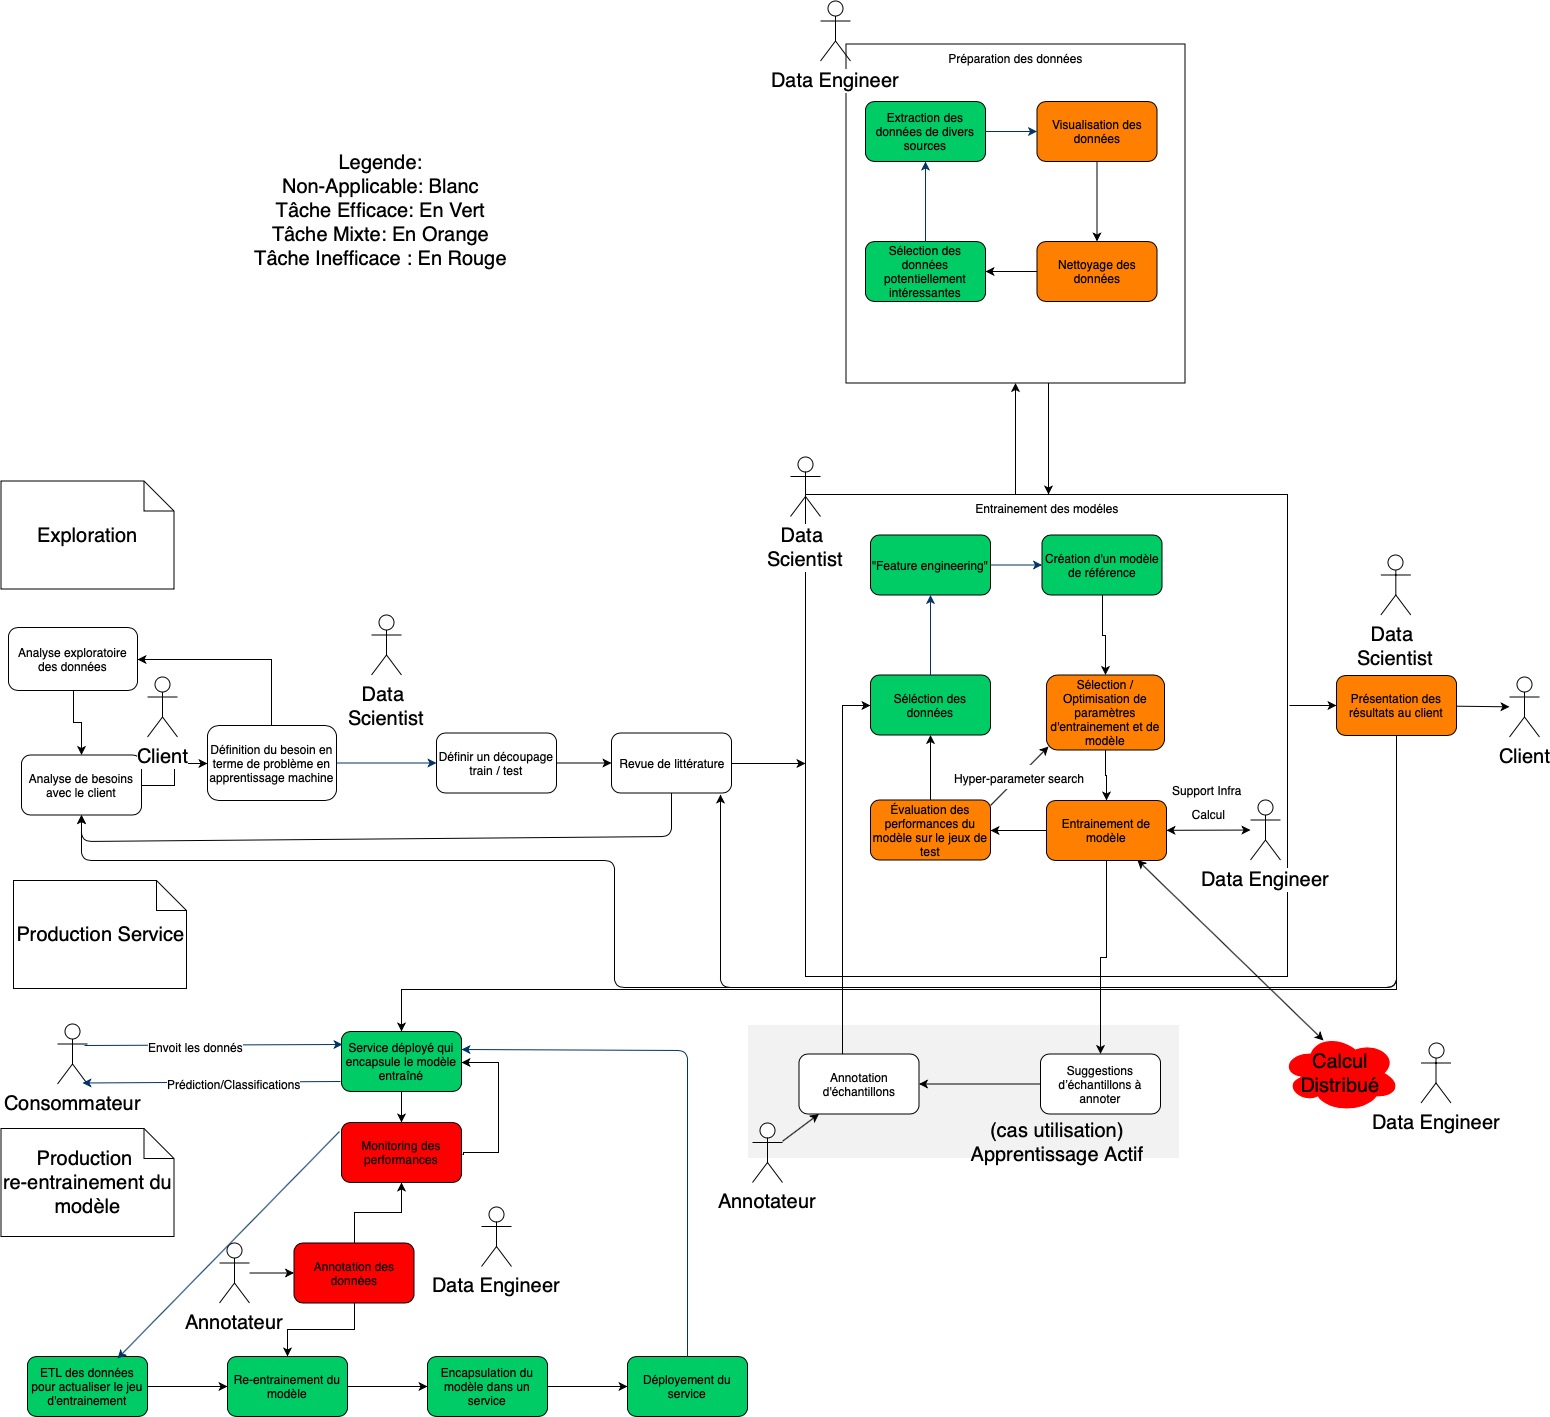 Data Engineer
Préparation des données
Extraction des
données de divers
sources
Visualisation des
données
Sélection des
données
potentiellement
intéressantes
Nettoyage des
données
Legende:
Non-Applicable: Blanc
Tâche Efficace: En Vert
Tâche Mixte: En Orange
Tâche Inefficace : En Rouge
Exploration
Data
Scientist
Entrainement des modéles
"Feature engineering"
Création d'un modèle
de référence
Séléction des
données
Sélection /
Optimisation de
paramètres
d'entrainement et de
modèle
Hyper-parameter search
Évaluation des
performances du
modèle sur le jeux de
test
Entrainement de
modèle
Support Infra
Calcul
Data Engineer
Data
Scientist
Présentation des
résultats au client
Client
Analyse exploratoire
des données
Client
Analyse de besoins
avec le client
Définition du besoin en
terme de problème en
apprentissage machine
Data
Scientist
Définir un découpage
train / test
Revue de littérature
Production Service
Consommateur
Envoit les donnés
Prédiction/Classifications
Service déployé qui
encapsule le modèle
entraîné
Annotation
d'échantillons
Suggestions
d'échantillons à
annoter
(cas utilisation)
Apprentissage Actif
Annotateur
Calcul
Distribué
Data Engineer
Production
re-entrainement du
modèle
Monitoring des
performances
Annotation des
données
Annotateur
Data Engineer
ETL des données
pour actualiser le jeu
d'entrainement
Re-entrainement du
modèle
Encapsulation du
modèle dans un
service
Déployement du
service